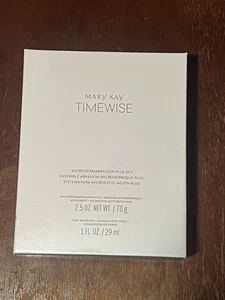 MARY KAY
TIMEWISE
MICRODERMABRASION PLUS SET
ENSEMBLE ABRASION MICRODERMIQUE PLUS
SISTEMA PARA MICROEXFOLIACIÓN PLUS
2.5 OZ. NET WT. / 70 g
1 FL. OZ. / 29 ml